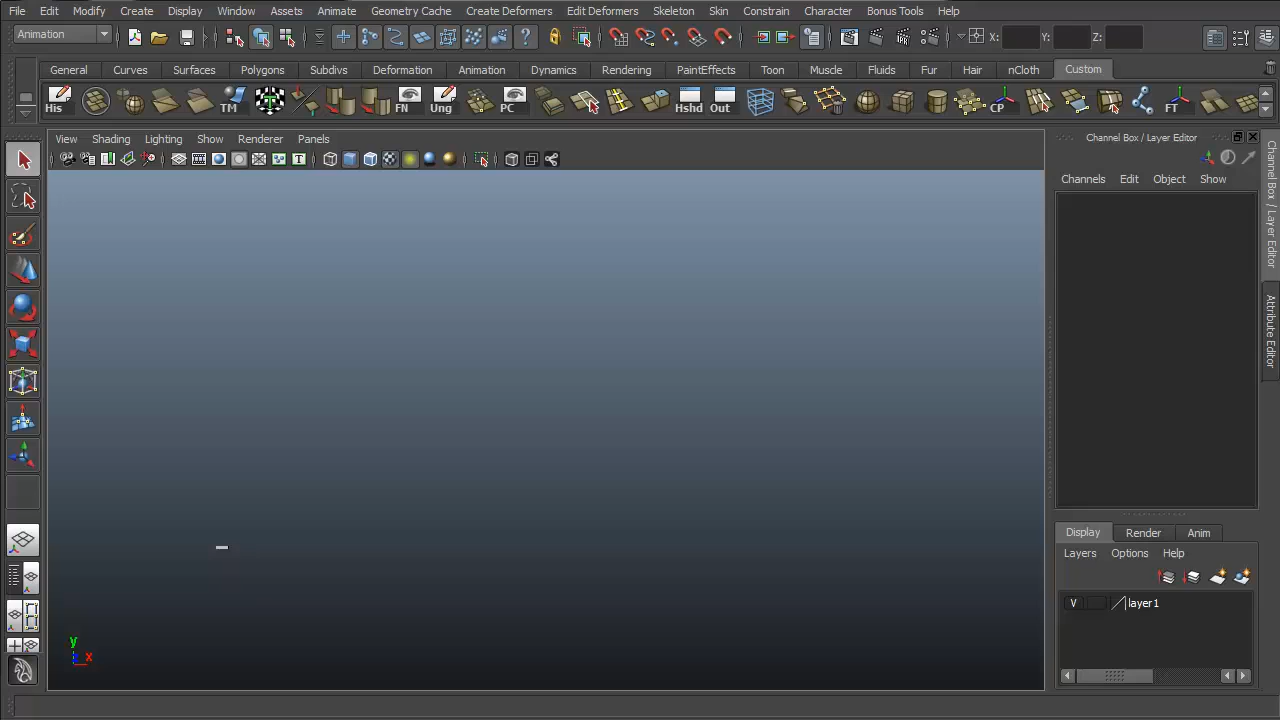 File Edit Modify Create Display Window Assets Animate Geometry Cache Create Deformers Edit Deformers Skeleton Skin Constrain Character Bonus Tools Help
Animation ? X: Y: Z:
General Curves Surfaces Polygons Subdivs Deformation Animation Dynamics Rendering PaintEffects Toon Muscle Fluids Fur Hair nCloth Custom
His TM FN Ung PC Hshd Out CP FT
View Shading Lighting Show Renderer Panels
T
Channel Box / Layer Editor
Channels Edit Object Show
Channel Box / Layer Editor
Attribute Editor
Display Render Anim
Layers Options Help
V layer1
y
x